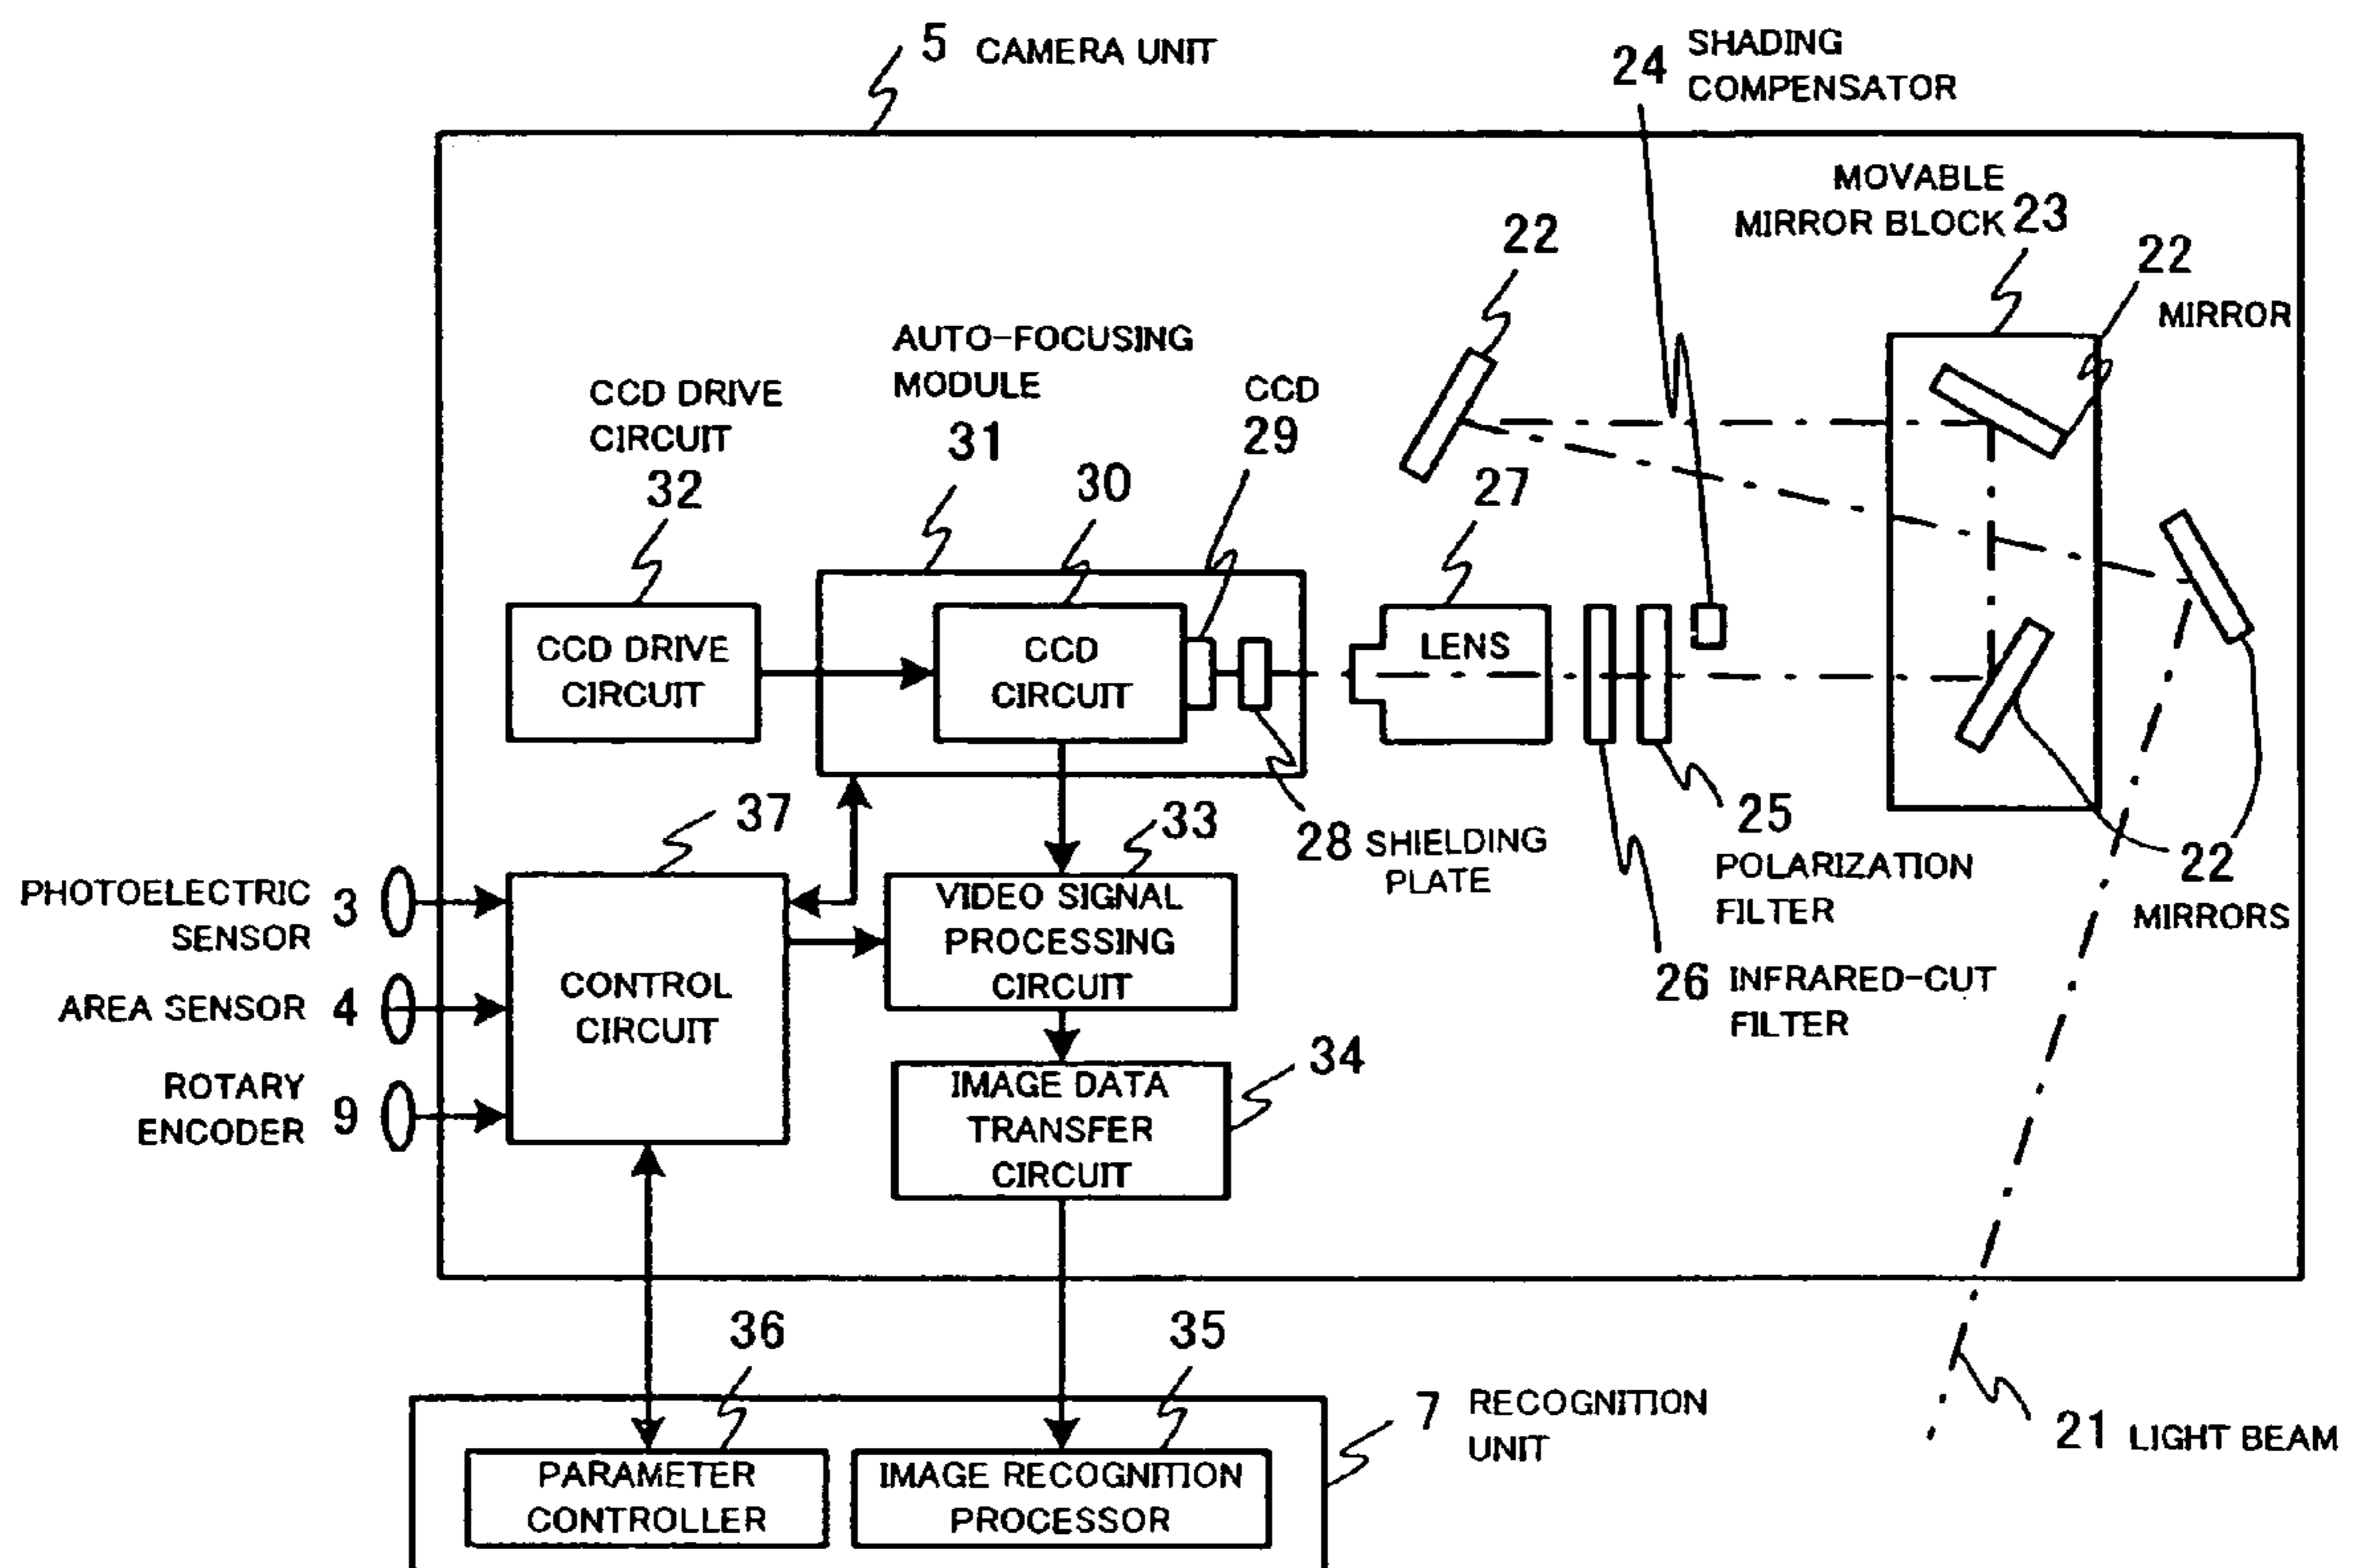 5 CAMERA UNIT
24 SHADING
COMPENSATOR
MOVABLE
MIRROR BLOCK 23
22
22
MIRROR
AUTO-FOCUSING
MODULE
31
CCD DRIVE
CIRCUIT
32
30
CCD
29
27
CCD DRIVE
CIRCUIT
CCD
CIRCUIT
LENS
37
33
28 SHIELDING
PLATE
25
POLARIZATION
FILTER
22
MIRRORS
26 INFRARED-CUT
FILTER
PHOTOELECTRIC
SENSOR
3
AREA SENSOR 4
ROTARY
ENCODER
9
CONTROL
CIRCUIT
VIDEO SIGNAL
PROCESSING
CIRCUIT
34
IMAGE DATA
TRANSFER
CIRCUIT
36
35
7 RECOGNITION
UNIT
21 LIGHT BEAM
PARAMETER
CONTROLLER
IMAGE RECOGNITION
PROCESSOR